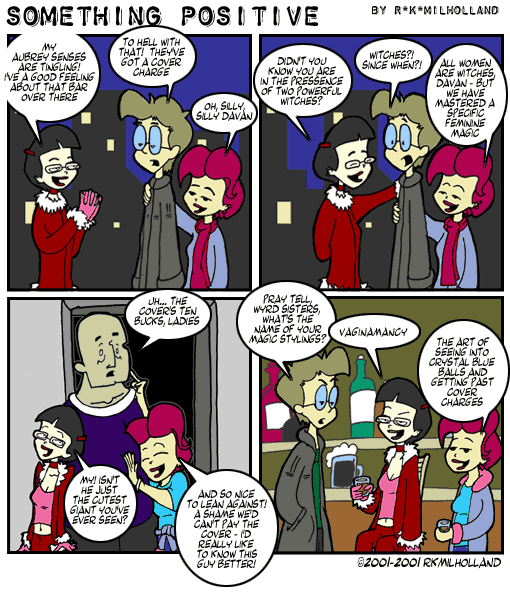 SOMETHING POSITIVE
BY R*K*MILHOLLAND
MY
AUBREY SENSES
ARE TINGLING!
I'VE A GOOD FEELING
ABOUT THAT BAR
OVER THERE
TO HELL WITH
THAT! THEY'VE
GOT A COVER
CHARGE
OH, SILLY,
SILLY DAVAN
DIDN'T YOU
KNOW YOU ARE
IN THE PRESSENCE
OF TWO POWERFUL
WITCHES?
WITCHES?!
SINCE WHEN?!
ALL WOMEN
ARE WITCHES,
DAVAN - BUT
WE HAVE
MASTERED A
SPECIFIC
FEMININE
MAGIC
UH... THE
COVER'S TEN
BUCKS, LADIES
MY! ISN'T
HE JUST
THE CUTEST
GIANT YOU'VE
EVER SEEN?
AND SO NICE
TO LEAN AGAINST!
A SHAME WE'D
CAN'T PAY THE
COVER - I'D
REALLY LIKE
TO KNOW THIS
GUY BETTER!
PRAY TELL,
WYRD SISTERS,
WHAT'S THE
NAME OF YOUR
MAGIC STYLINGS?
VAGINAMANCY
THE ART OF
SEEING INTO
CRYSTAL BLUE
BALLS AND
GETTING PAST
COVER
CHARGES
©2001-2001 RKMILHOLLAND